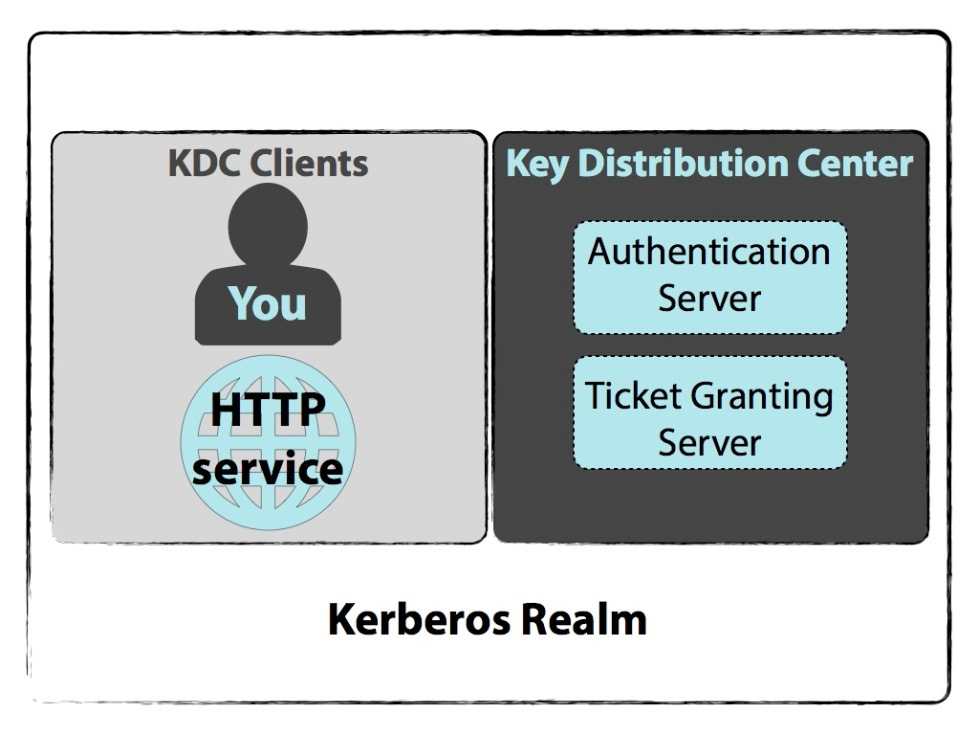 KDC Clients
You
HTTP
service
Key Distribution Center
Authentication
Server
Ticket Granting
Server
Kerberos Realm